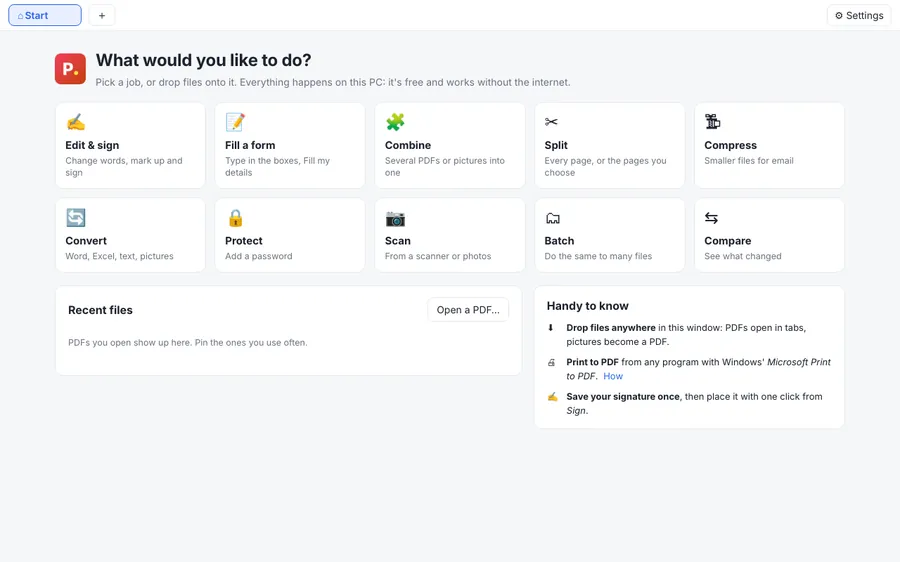 Start
+
Settings
P.
What would you like to do?
Pick a job, or drop files onto it. Everything happens on this PC: it's free and works without the internet.
Edit & sign
Change words, mark up and
sign
Fill a form
Type in the boxes, Fill my
details
Combine
Several PDFs or pictures into
one
Split
Every page, or the pages you
choose
Compress
Smaller files for email
Convert
Word, Excel, text, pictures
Protect
Add a password
Scan
From a scanner or photos
Batch
Do the same to many files
Compare
See what changed
Recent files
Open a PDF...
PDFs you open show up here. Pin the ones you use often.
Handy to know
Drop files anywhere in this window: PDFs open in tabs,
pictures become a PDF.
Print to PDF from any program with Windows' Microsoft Print
to PDF. How
Save your signature once, then place it with one click from
Sign.